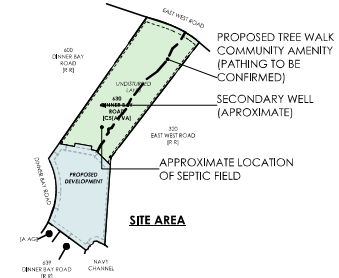 EAST WEST ROAD
PROPOSED TREE WALK
COMMUNITY AMENITY
(PATHING TO BE
CONFIRMED)
600
DINNER BAY
ROAD
[R R]
UNDISTURBED
SECONDARY WELL
(APROXIMATE)
630
DINNER BAY
ROAD
320
EAST WEST ROAD
[R R]
APPROXIMATE LOCATION
OF SEPTIC FIELD
PROPOSED
DEVELOPMENT
DINNER BAY ROAD
SITE AREA
639
DINNER BAY ROAD
[R R]
NAVY
CHANNEL